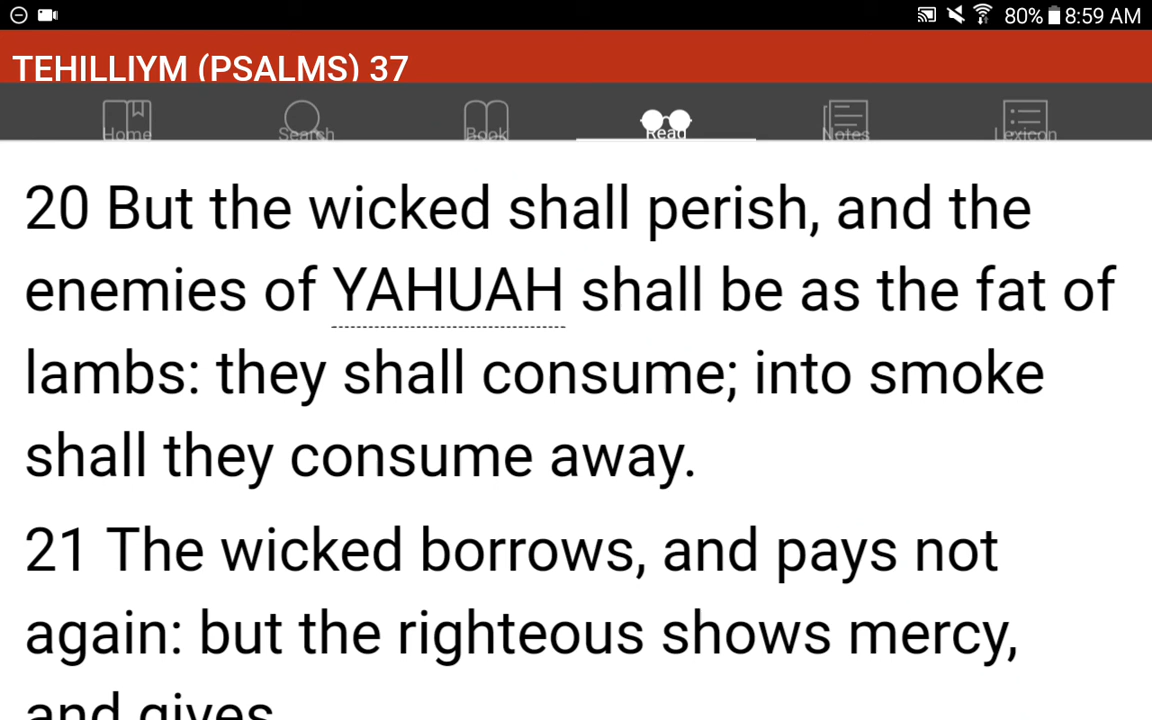 80% 8:59 AM
TEHILLIYM (PSALMS) 37
Home Search Book Read Notes Lexicon
20 But the wicked shall perish, and the
enemies of YAHUAH shall be as the fat of
lambs: they shall consume; into smoke
shall they consume away.
21 The wicked borrows, and pays not
again: but the righteous shows mercy,
and gives